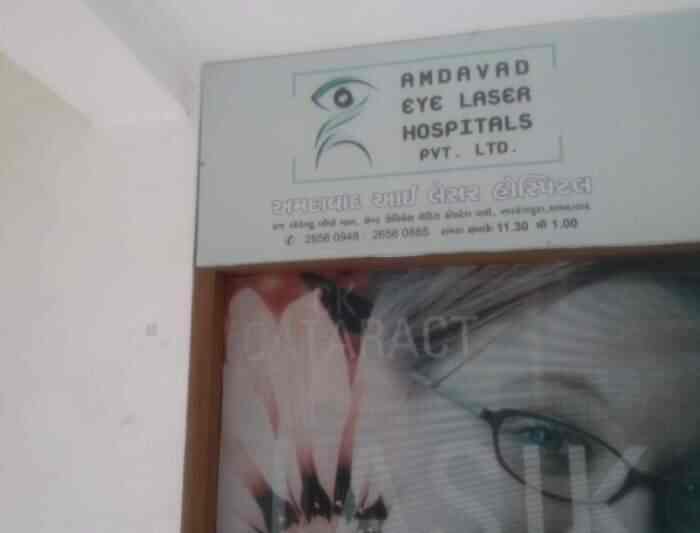 AMDAVAD
EYE LASER
HOSPITALS
PVT. LTD.
અમદાવાદ આઈ લેસર હોસ્પિટલ
✆ 2656 0948 : 2656 0885 11.30 થી 1.00
K
CATARACT
LASIK